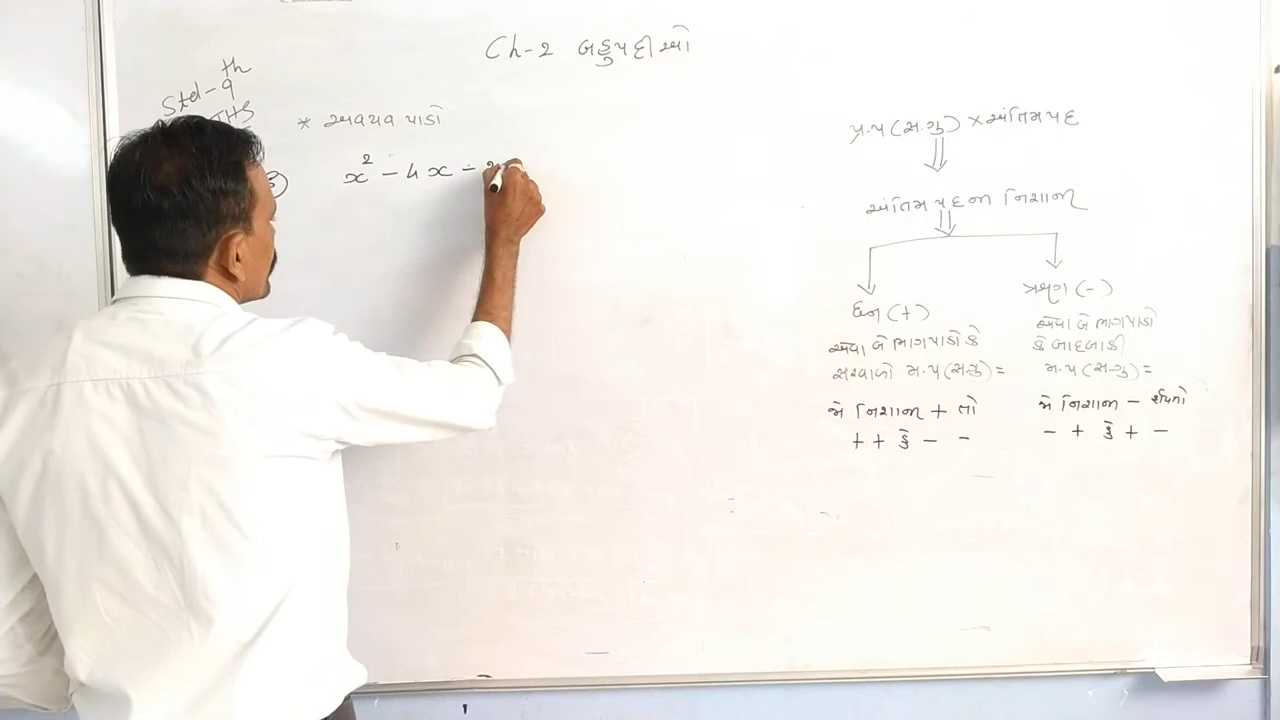 Ch-2 બહુપદીઓ
Std-9th
* અવયવ પાડો
x² - 4x -
પ્ર.પ (સ.ગુ) × અંતિમ પદ
અંતિમ પદના નિશાન
ધન (+)
એવા બે ભાગ પાડો કે
સરવાળો મ.પ (સ.ગુ) =
જો નિશાન + તો
+ + કે - -
ઋણ (-)
એવા બે ભાગ પાડો
કે બાદબાકી
મ.પ (સ.ગુ) =
જો નિશાન -
- + કે + -